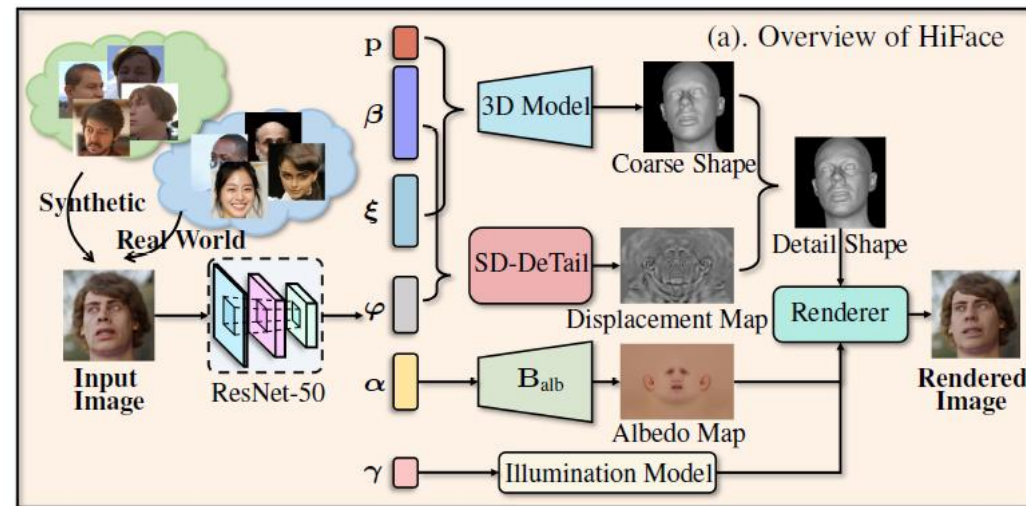 (a). Overview of HiFace
p
β
ξ
φ
α
γ
3D Model
Coarse Shape
Synthetic
Real World
SD-DeTail
Displacement Map
Detail Shape
Renderer
Input
Image
ResNet-50
B_alb
Albedo Map
Rendered
Image
Illumination Model